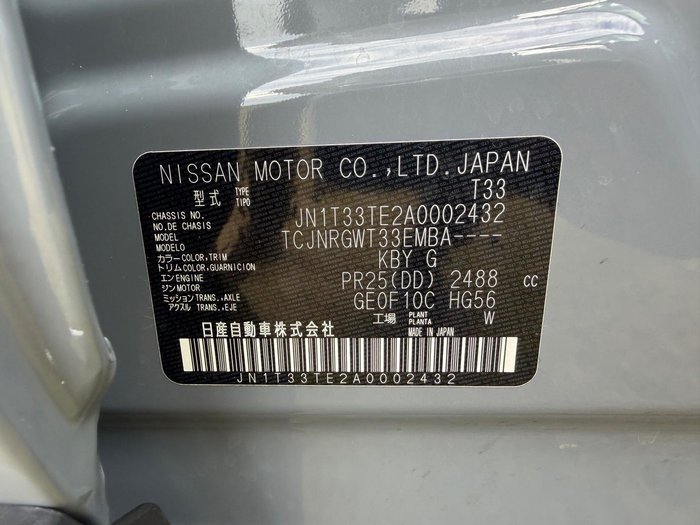 NISSAN MOTOR CO.,LTD.JAPAN
型式 TYPE TIPO T33
CHASSIS NO. NO.DE CHASIS JN1T33TE2A0002432
MODEL MODELO TCJNRGWT33EMBA----
カラー COLOR,TRIM トリム COLOR,GUARNICION KBY G
エンジン ENGINE MOTOR PR25(DD) 2488 cc
ミッション TRANS.,AXLE アクスル TRANS.,EJE GE0F10C HG56
工場 PLANT PLANTA W
日産自動車株式会社 MADE IN JAPAN
JN1T33TE2A0002432